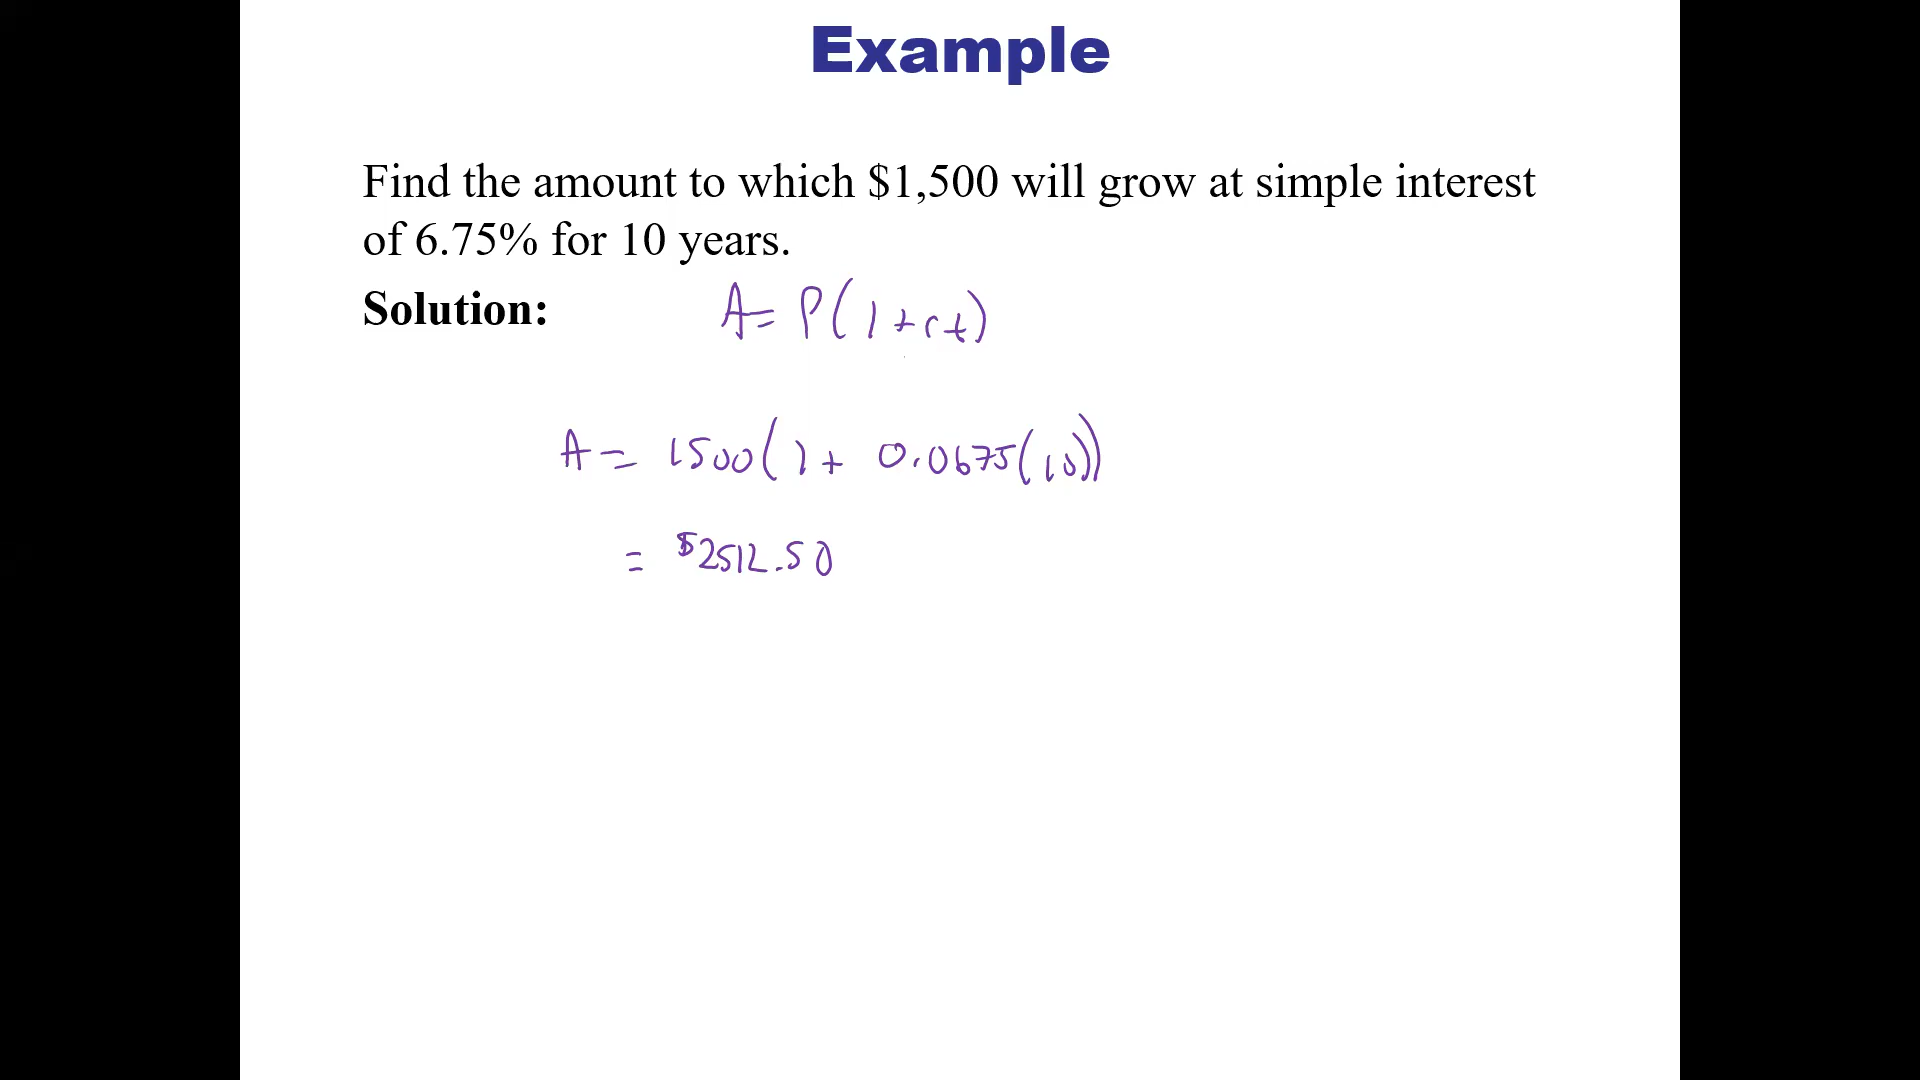 Example
Find the amount to which $1,500 will grow at simple interest
of 6.75% for 10 years.
Solution:
A = P(1+rt)
A = 1500(1+ 0.0675(10))
= $2512.50